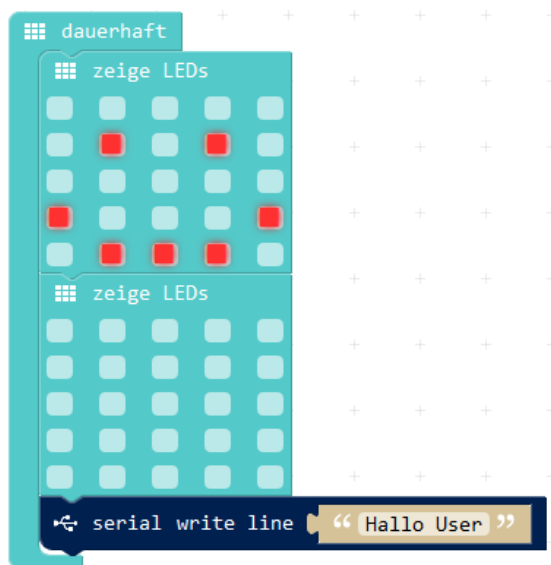 dauerhaft
zeige LEDs
zeige LEDs
serial write line “ Hallo User ”